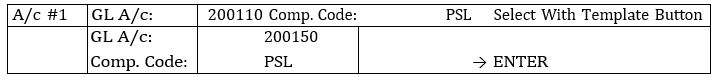 A/c #1 GL A/c: 200110 Comp. Code: PSL Select With Template Button
GL A/c: 200150
Comp. Code: PSL → ENTER